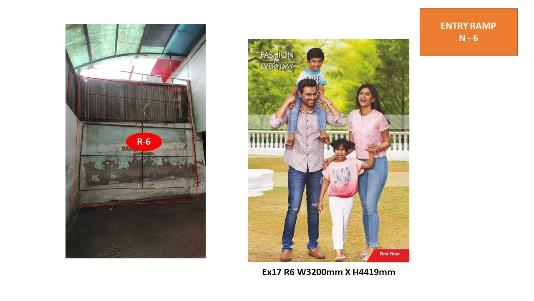 ENTRY RAMP
N - 6
FASHION
EVERYDAY
R-6
First Floor
Ex17 R6 W3200mm X H4419mm